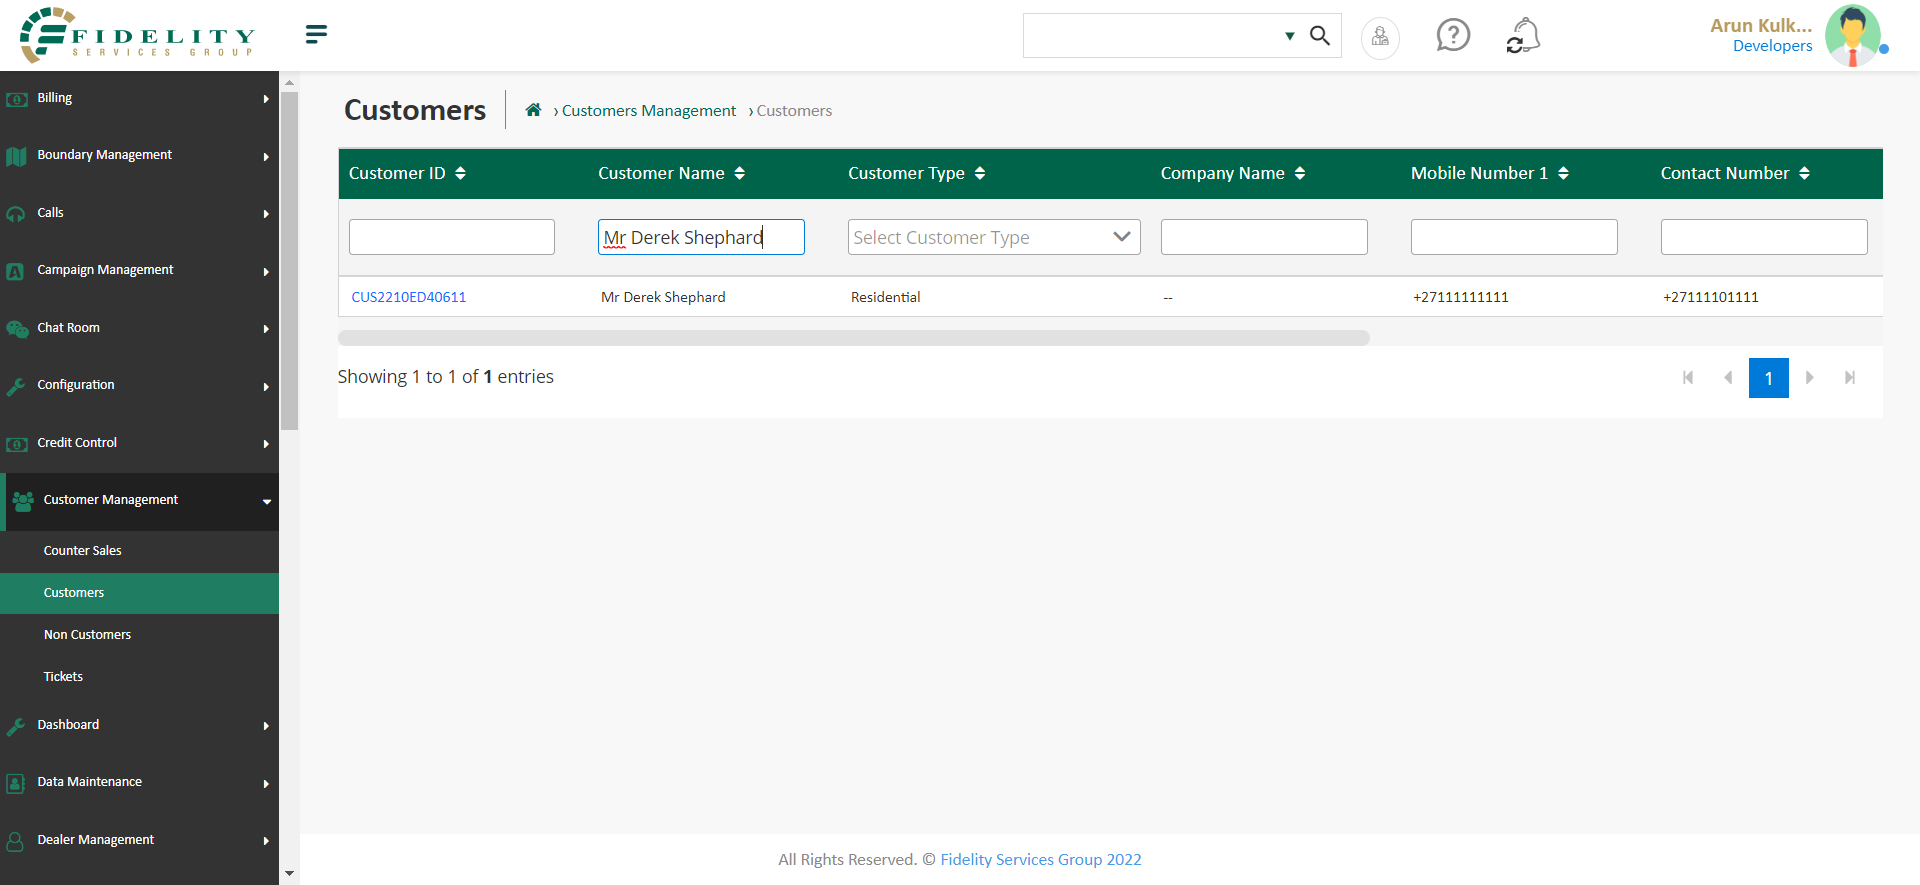 FIDELITY
SERVICES GROUP
Arun Kulk...
Developers
Billing
Boundary Management
Calls
Campaign Management
Chat Room
Configuration
Credit Control
Customer Management
Counter Sales
Customers
Non Customers
Tickets
Dashboard
Data Maintenance
Dealer Management
Customers
› Customers Management › Customers
Customer ID Customer Name Customer Type Company Name Mobile Number 1 Contact Number
Mr Derek Shephard Select Customer Type
CUS2210ED40611 Mr Derek Shephard Residential -- +27111111111 +27111101111
Showing 1 to 1 of 1 entries
1
All Rights Reserved. © Fidelity Services Group 2022